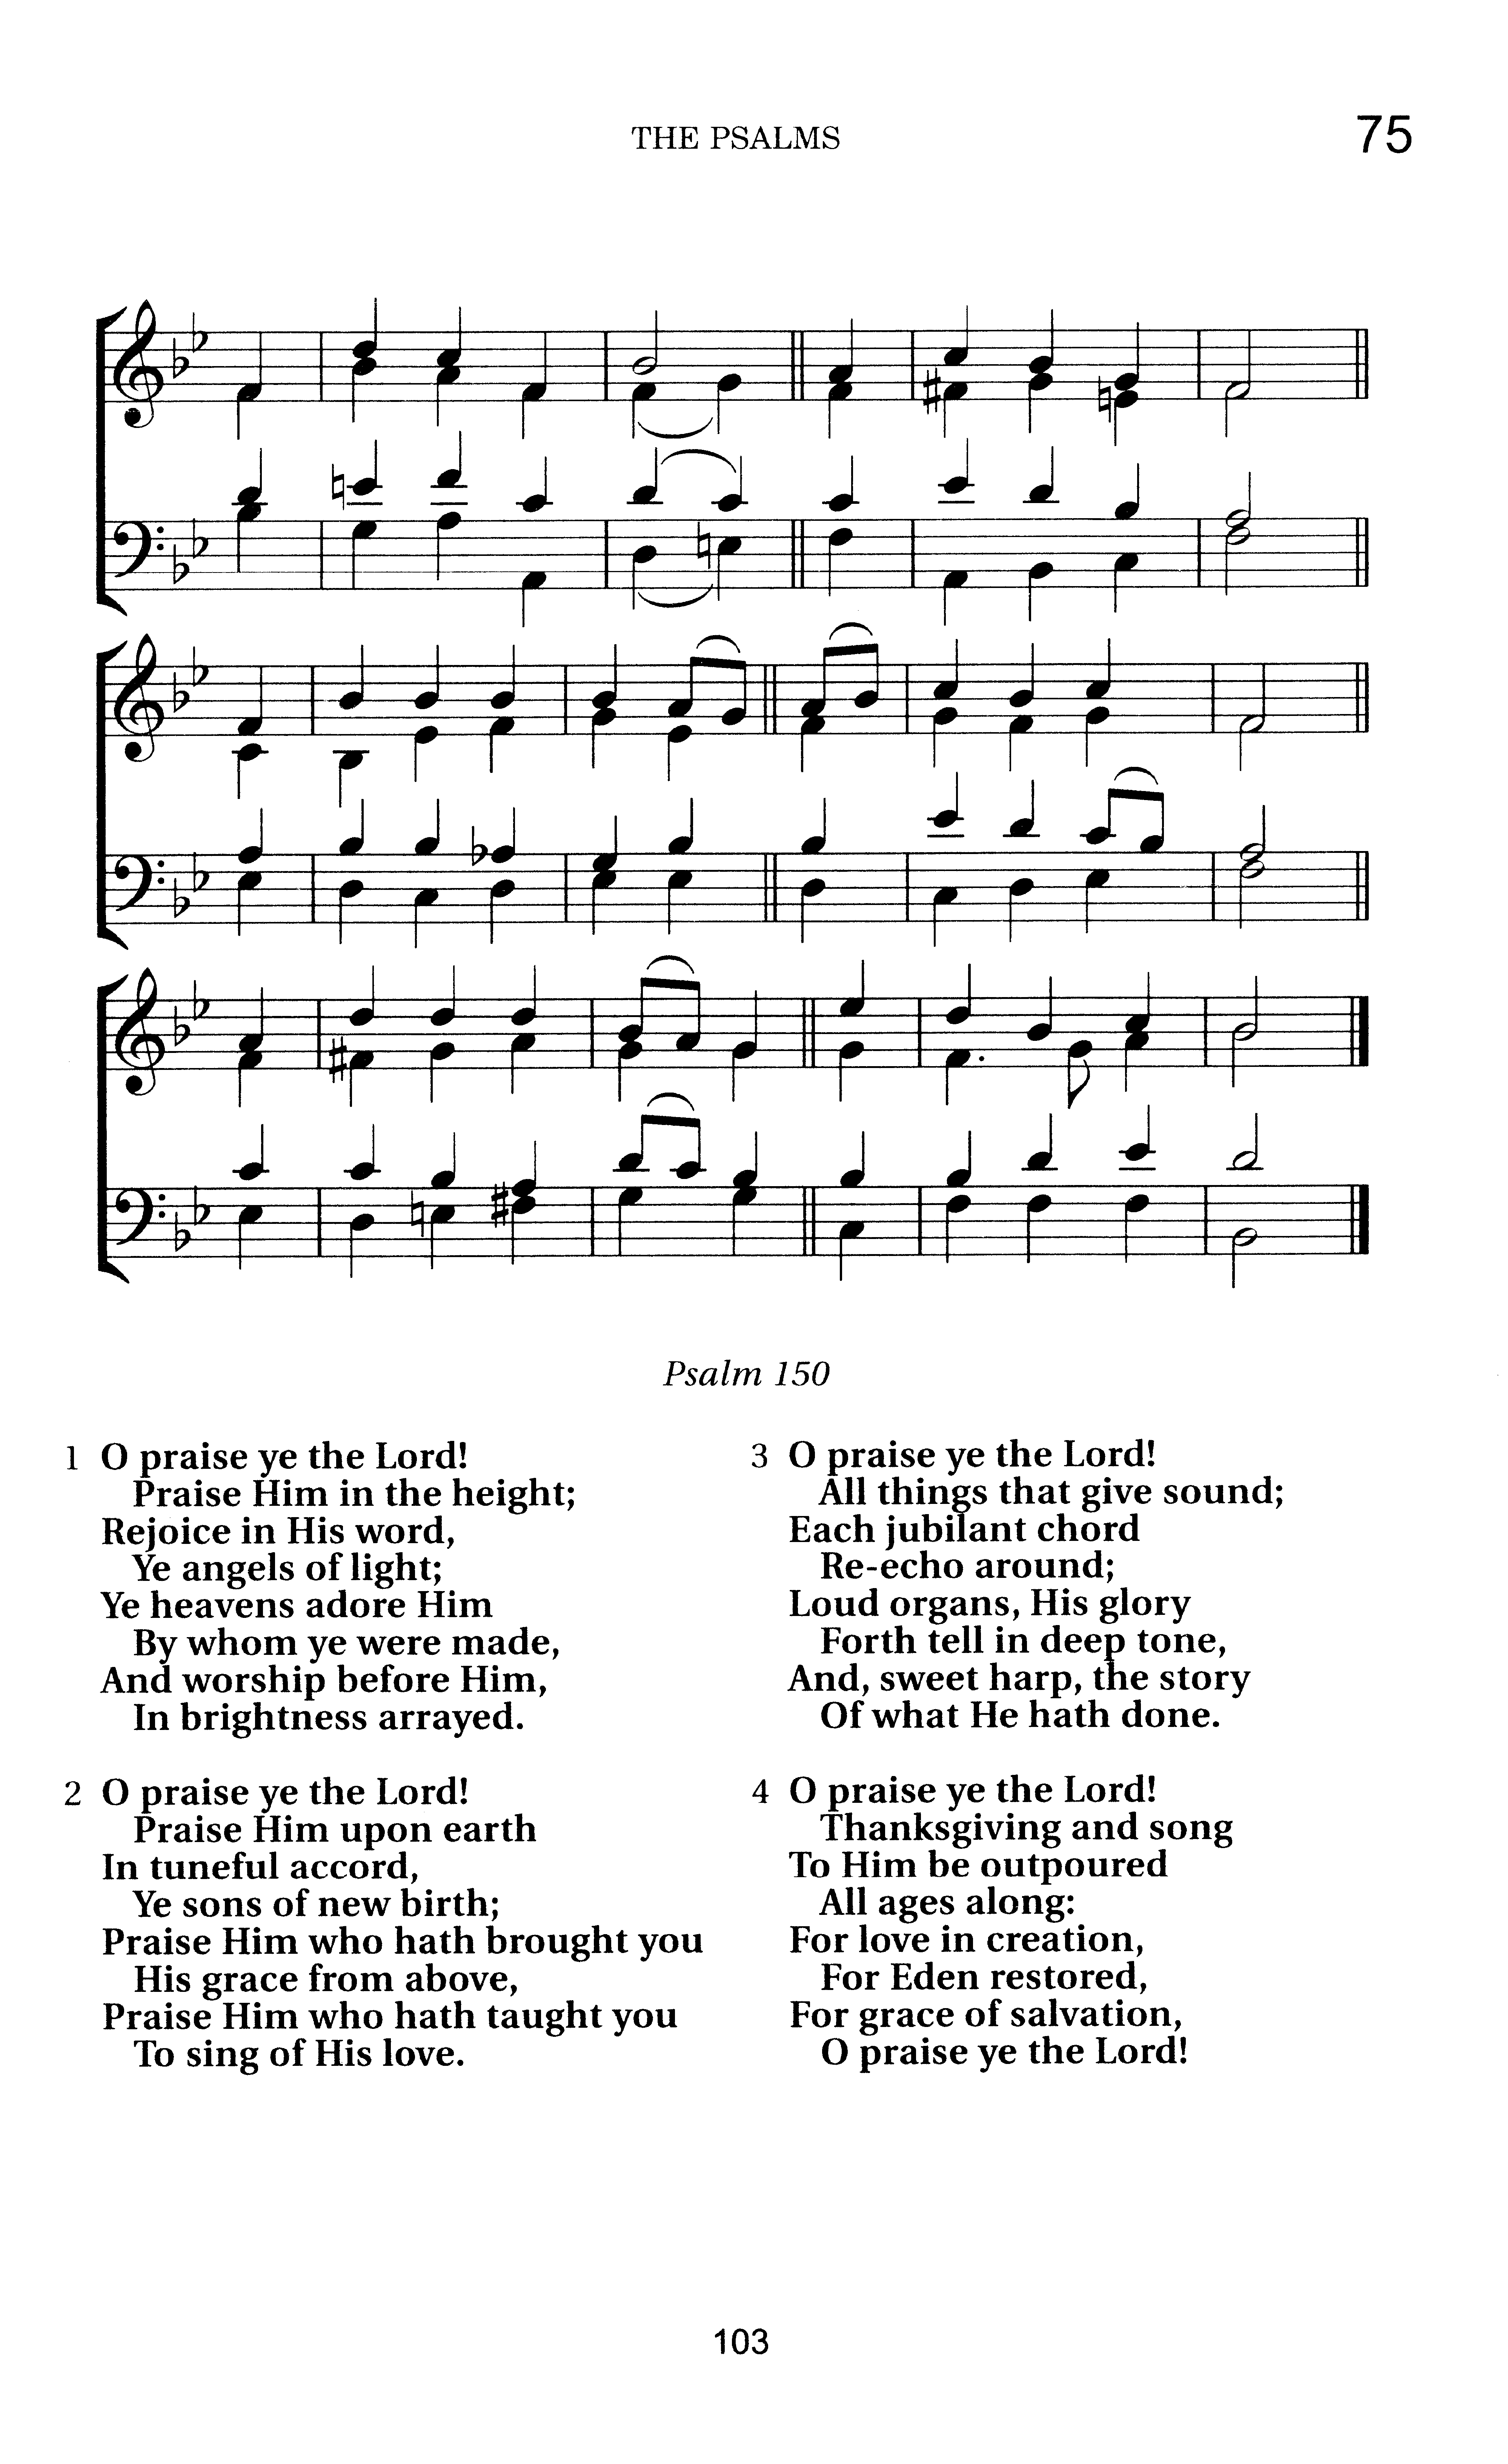 THE PSALMS 75
Psalm 150
1 O praise ye the Lord!
Praise Him in the height;
Rejoice in His word,
Ye angels of light;
Ye heavens adore Him
By whom ye were made,
And worship before Him,
In brightness arrayed.
2 O praise ye the Lord!
Praise Him upon earth
In tuneful accord,
Ye sons of new birth;
Praise Him who hath brought you
His grace from above,
Praise Him who hath taught you
To sing of His love.
3 O praise ye the Lord!
All things that give sound;
Each jubilant chord
Re-echo around;
Loud organs, His glory
Forth tell in deep tone,
And, sweet harp, the story
Of what He hath done.
4 O praise ye the Lord!
Thanksgiving and song
To Him be outpoured
All ages along:
For love in creation,
For Eden restored,
For grace of salvation,
O praise ye the Lord!
103